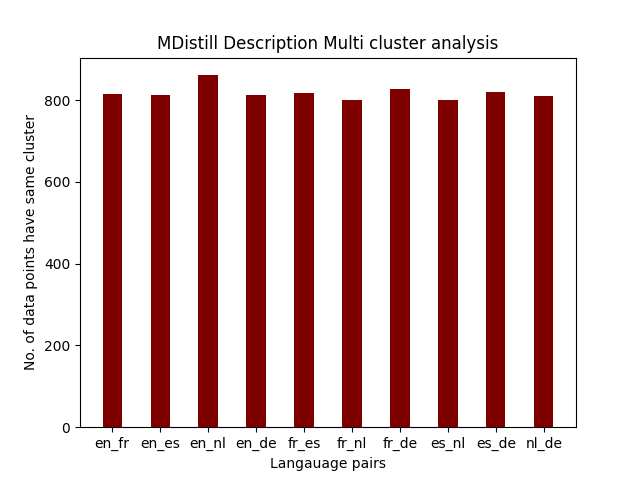 MDistill Description Multi cluster analysis
No. of data points have same cluster
800
600
400
200
0
en_fr en_es en_nl en_de fr_es fr_nl fr_de es_nl es_de nl_de
Langauage pairs